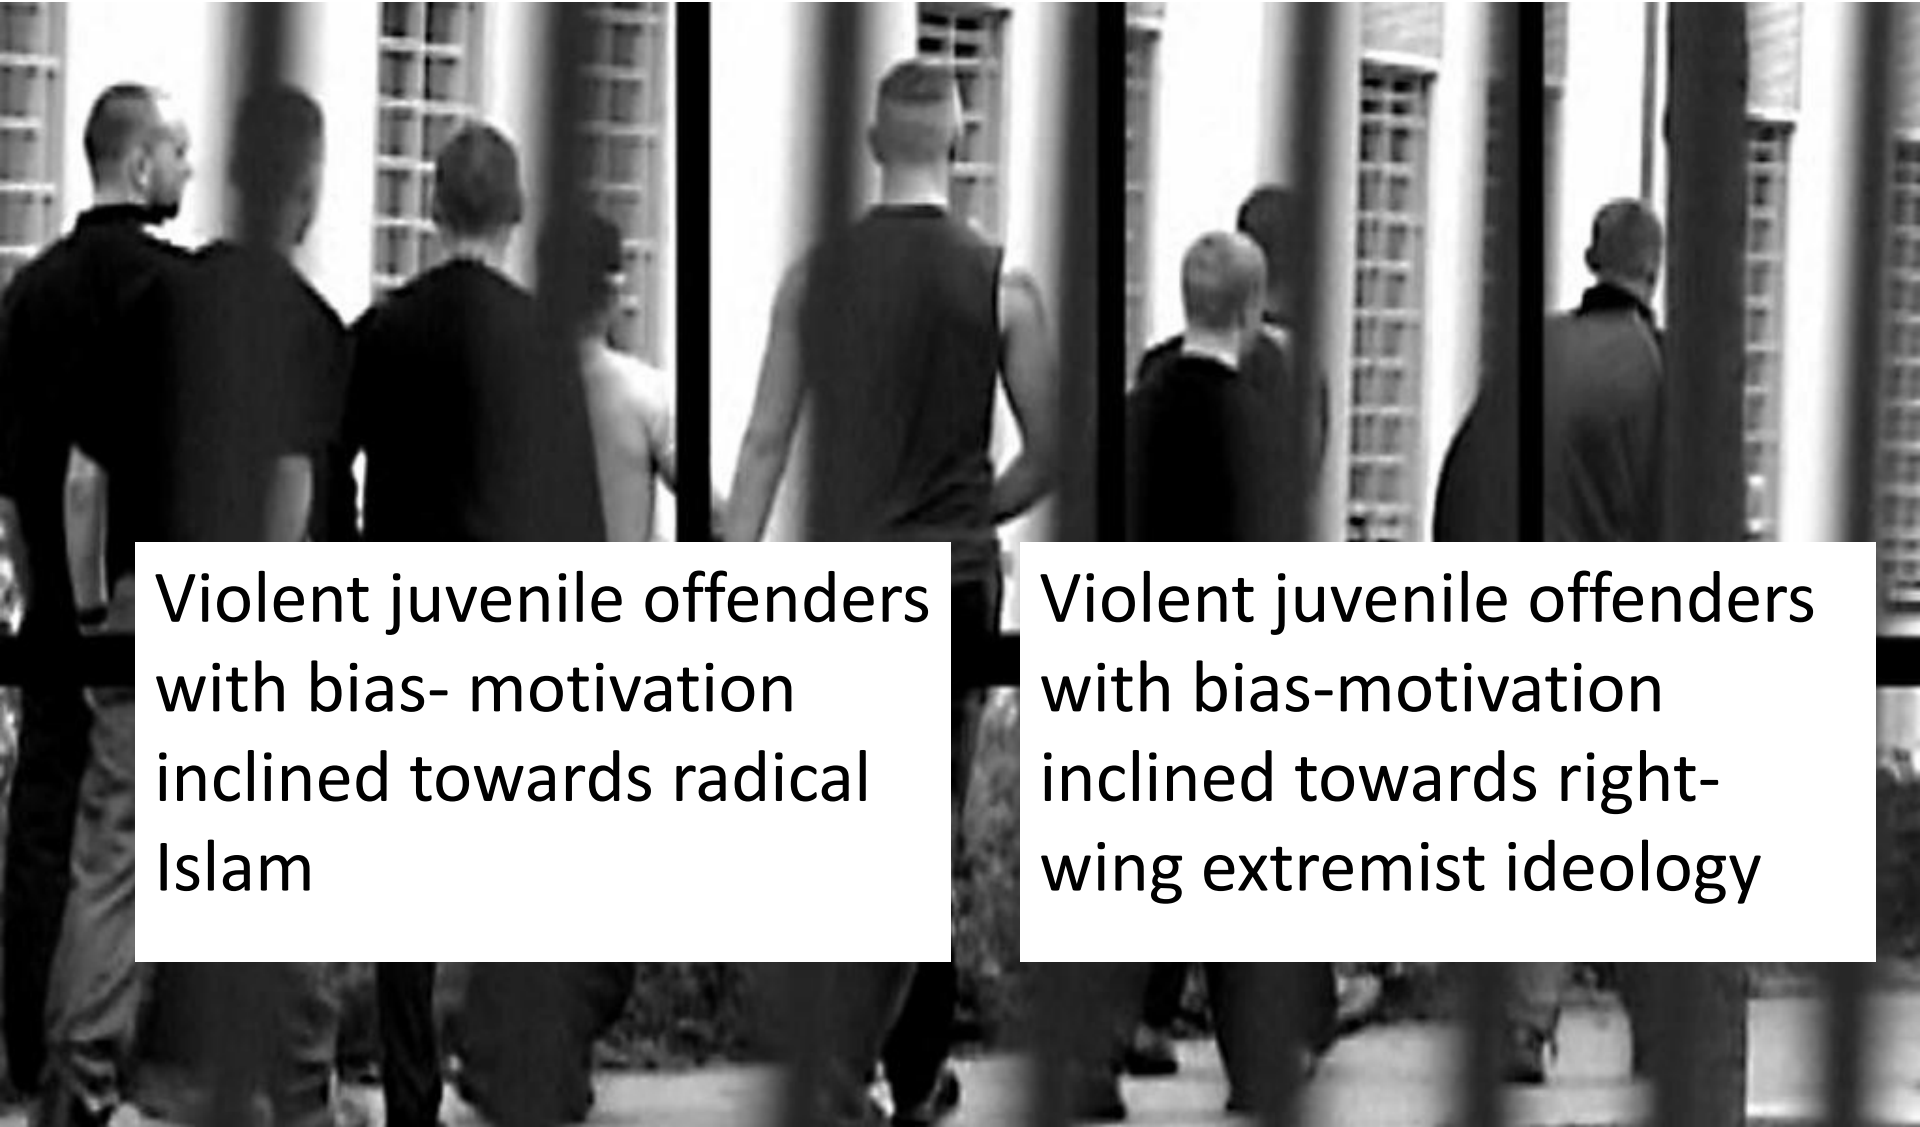 Violent juvenile offenders
with bias- motivation
inclined towards radical
Islam
Violent juvenile offenders
with bias-motivation
inclined towards right-
wing extremist ideology